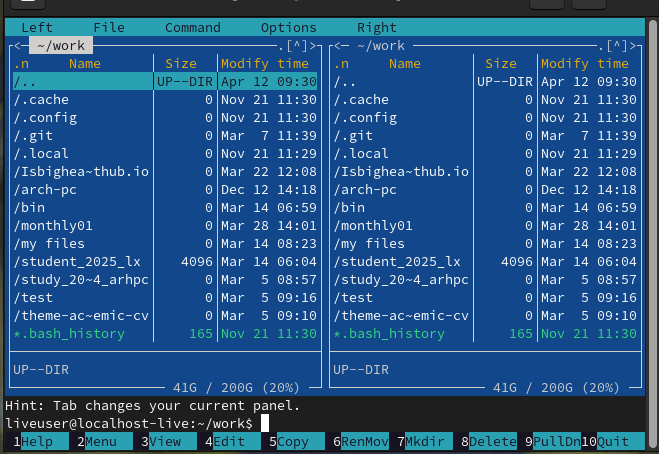 Left File Command Options Right
<─ ~/work ─.[^]> <─ ~/work ─.[^]>
.n Name Size Modify time .n Name Size Modify time
/.. UP--DIR Apr 12 09:30 /.. UP--DIR Apr 12 09:30
/.cache 0 Nov 21 11:30 /.cache 0 Nov 21 11:30
/.config 0 Nov 21 11:30 /.config 0 Nov 21 11:30
/.git 0 Mar 7 11:39 /.git 0 Mar 7 11:39
/.local 0 Nov 21 11:29 /.local 0 Nov 21 11:29
/Isbighea~thub.io 0 Mar 22 12:08 /Isbighea~thub.io 0 Mar 22 12:08
/arch-pc 0 Dec 12 14:18 /arch-pc 0 Dec 12 14:18
/bin 0 Mar 14 06:59 /bin 0 Mar 14 06:59
/monthly01 0 Mar 28 14:01 /monthly01 0 Mar 28 14:01
/my files 0 Mar 14 08:23 /my files 0 Mar 14 08:23
/student_2025_lx 4096 Mar 14 06:04 /student_2025_lx 4096 Mar 14 06:04
/study_20~4_arhpc 0 Mar 5 08:57 /study_20~4_arhpc 0 Mar 5 08:57
/test 0 Mar 5 09:16 /test 0 Mar 5 09:16
/theme-ac~emic-cv 0 Mar 5 09:10 /theme-ac~emic-cv 0 Mar 5 09:10
*.bash_history 165 Nov 21 11:30 *.bash_history 165 Nov 21 11:30
UP--DIR UP--DIR
41G / 200G (20%) 41G / 200G (20%)
Hint: Tab changes your current panel.
liveuser@localhost-live:~/work$
1Help 2Menu 3View 4Edit 5Copy 6RenMov 7Mkdir 8Delete 9PullDn 10Quit